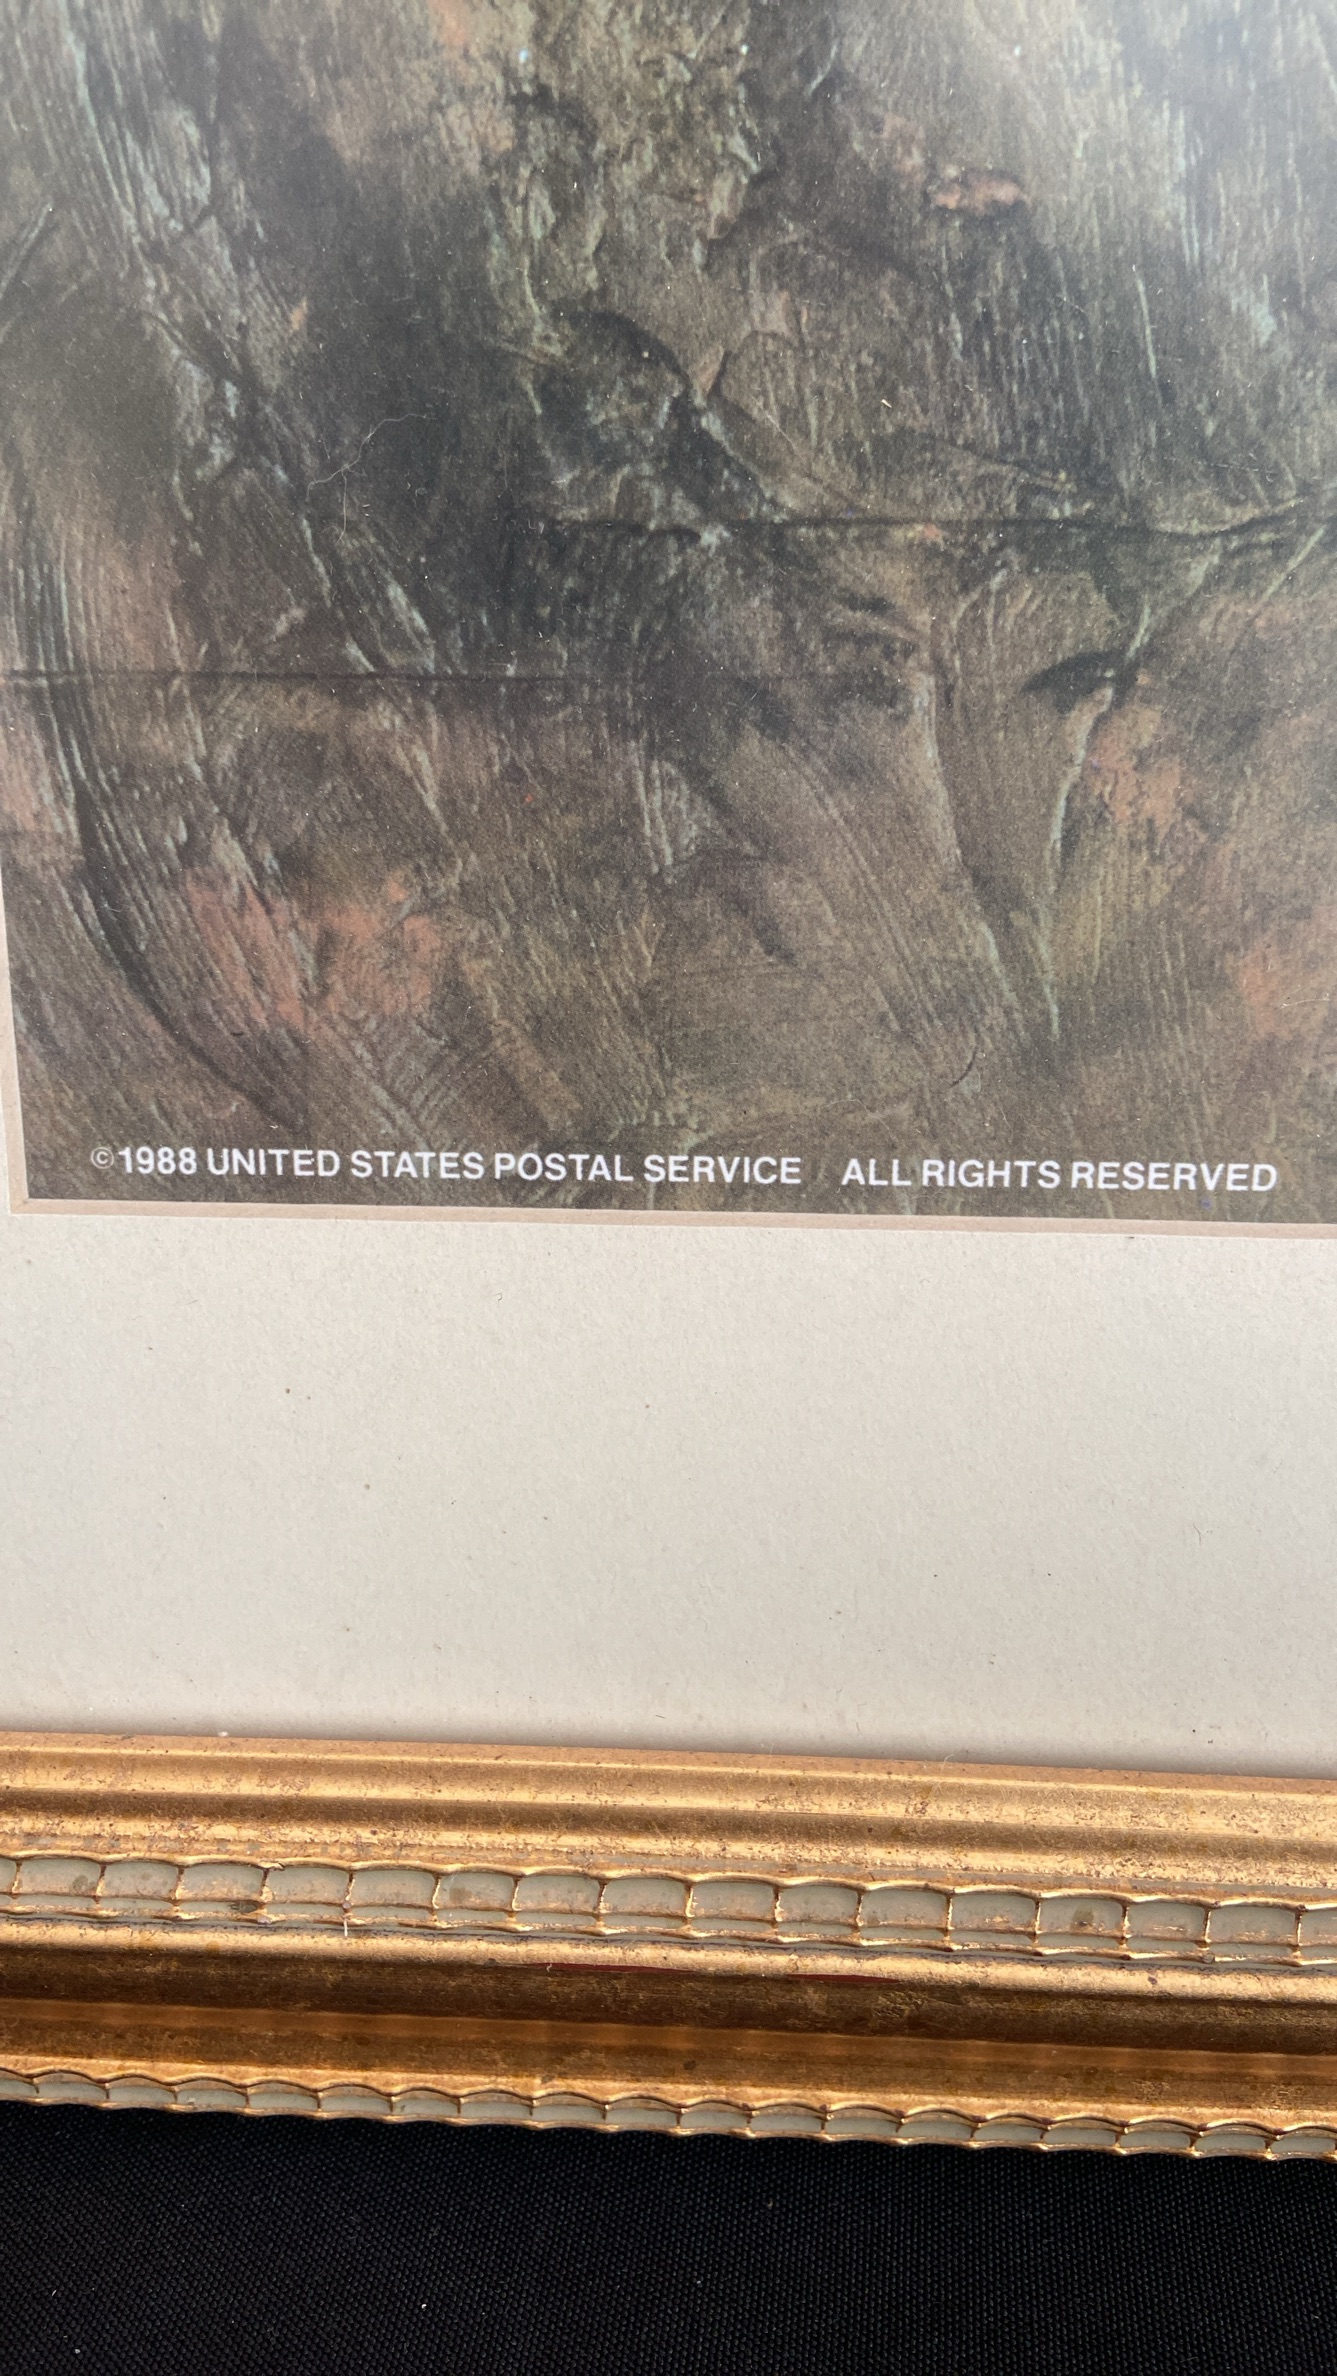 ©1988 UNITED STATES POSTAL SERVICE ALL RIGHTS RESERVED